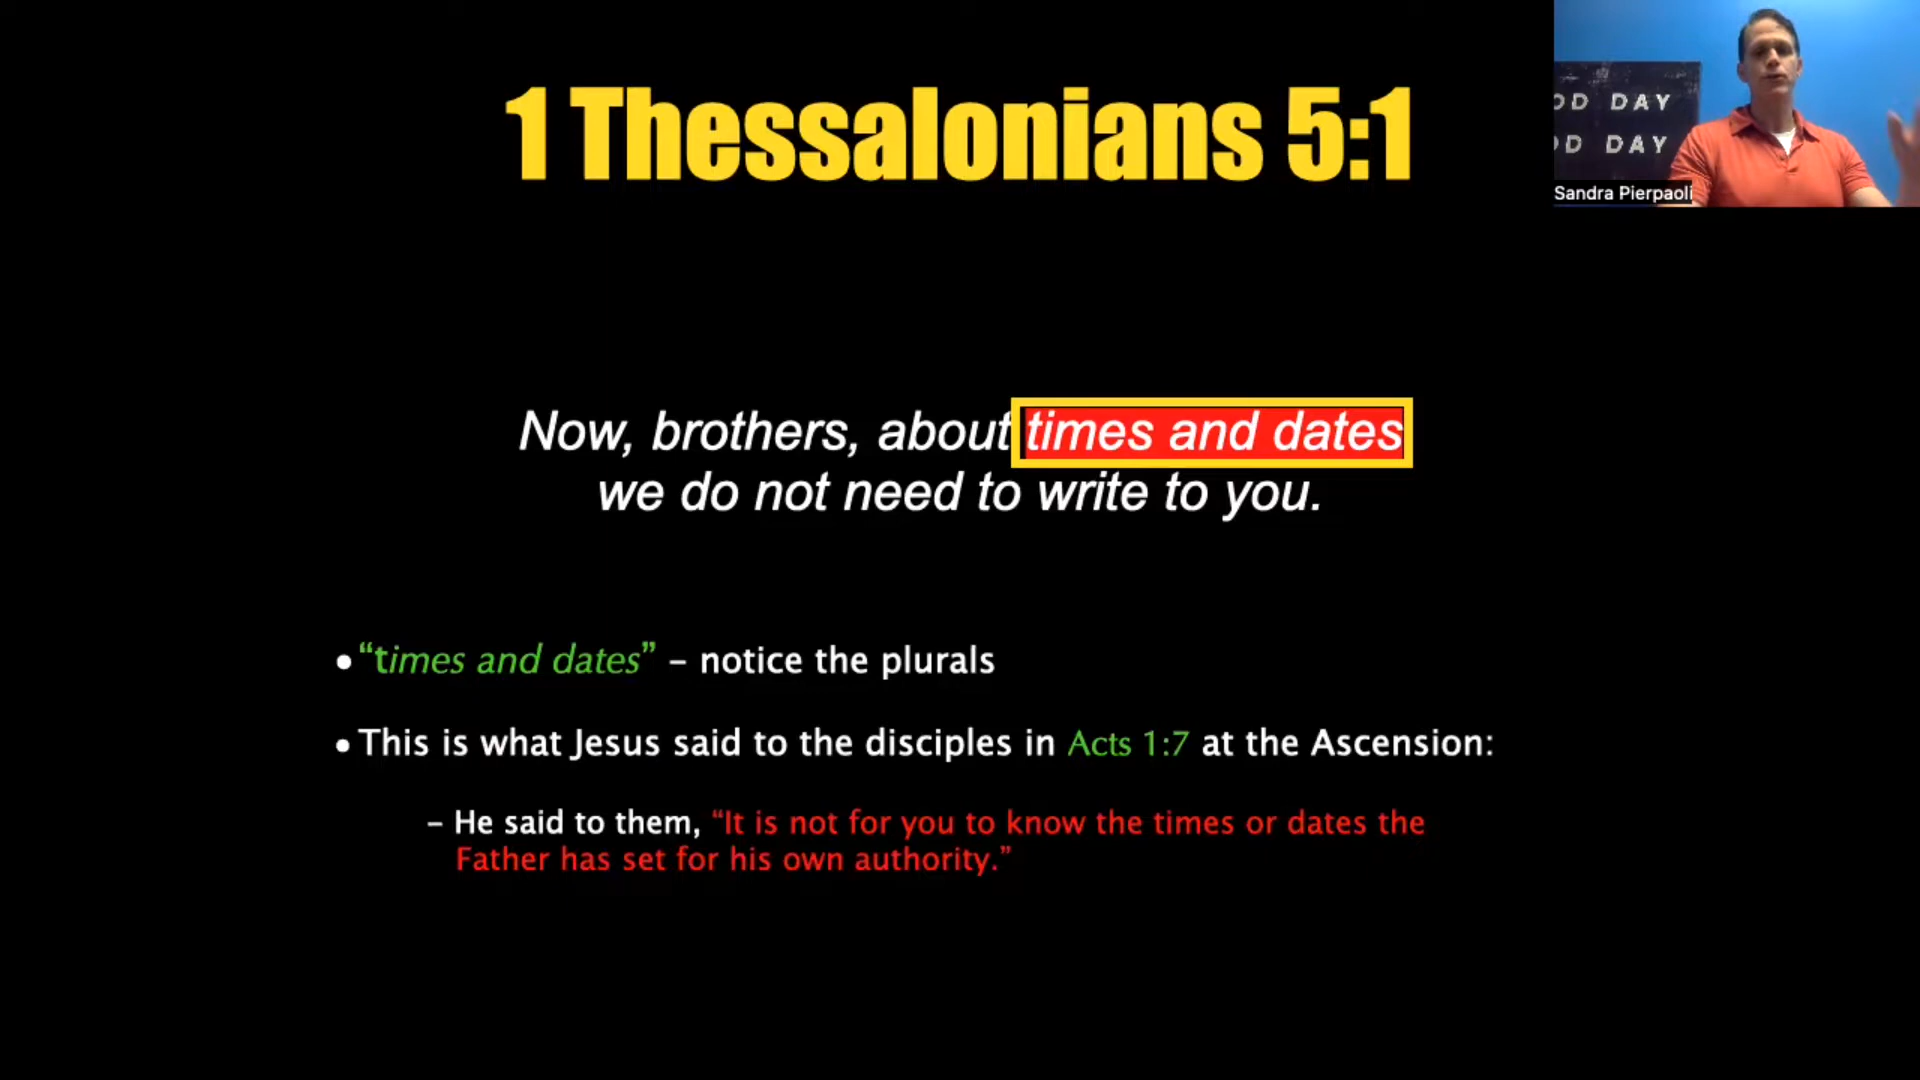 1 Thessalonians 5:1
OD DAY
OD DAY
Sandra Pierpaoli
Now, brothers, about times and dates
we do not need to write to you.
• “times and dates” – notice the plurals
• This is what Jesus said to the disciples in Acts 1:7 at the Ascension:
– He said to them, “It is not for you to know the times or dates the
Father has set for his own authority.”